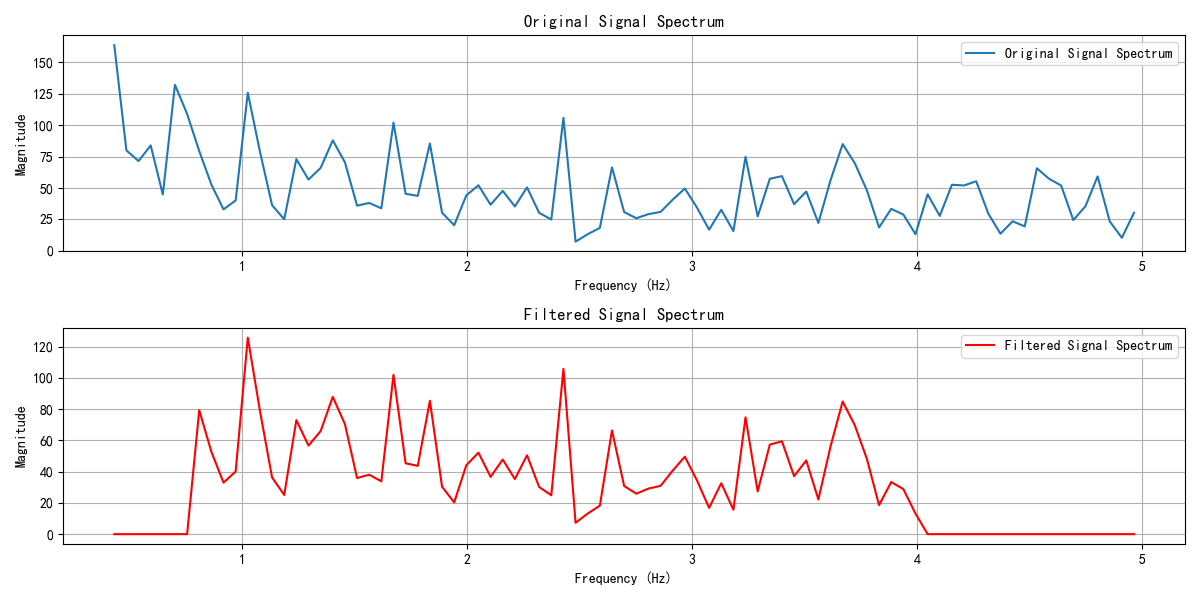 Original Signal Spectrum
Original Signal Spectrum
150
125
100
75
50
25
0
Magnitude
1 2 3 4 5
Frequency (Hz)
Filtered Signal Spectrum
Filtered Signal Spectrum
120
100
80
60
40
20
0
Magnitude
1 2 3 4 5
Frequency (Hz)